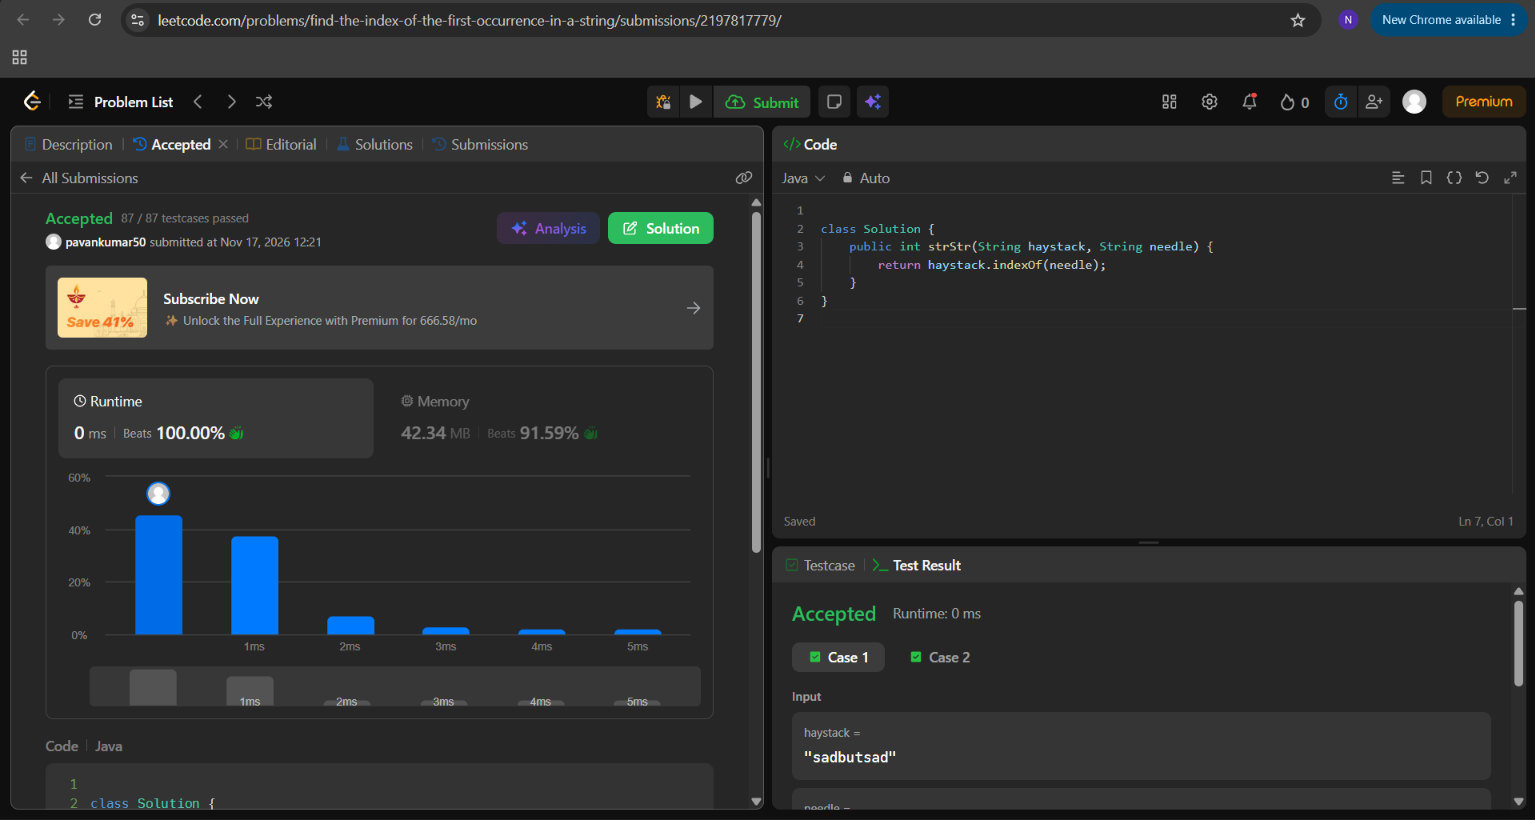 leetcode.com/problems/find-the-index-of-the-first-occurrence-in-a-string/submissions/2197817779/
N
New Chrome available
Problem List
Submit
0
Premium
Description
Accepted
Editorial
Solutions
Submissions
All Submissions
Accepted 87 / 87 testcases passed
pavankumar50 submitted at Nov 17, 2026 12:21
Analysis
Solution
Save 41%
Subscribe Now
Unlock the Full Experience with Premium for 666.58/mo
Runtime
0 ms Beats 100.00%
Memory
42.34 MB Beats 91.59%
60%
40%
20%
0%
1ms 2ms 3ms 4ms 5ms
1ms 2ms 3ms 4ms 5ms
Code Java
1
2 class Solution {
</> Code
Java Auto
1
2 class Solution {
3 public int strStr(String haystack, String needle) {
4 return haystack.indexOf(needle);
5 }
6 }
7
Saved
Ln 7, Col 1
Testcase
>_ Test Result
Accepted Runtime: 0 ms
Case 1 Case 2
Input
haystack =
"sadbutsad"
needle =